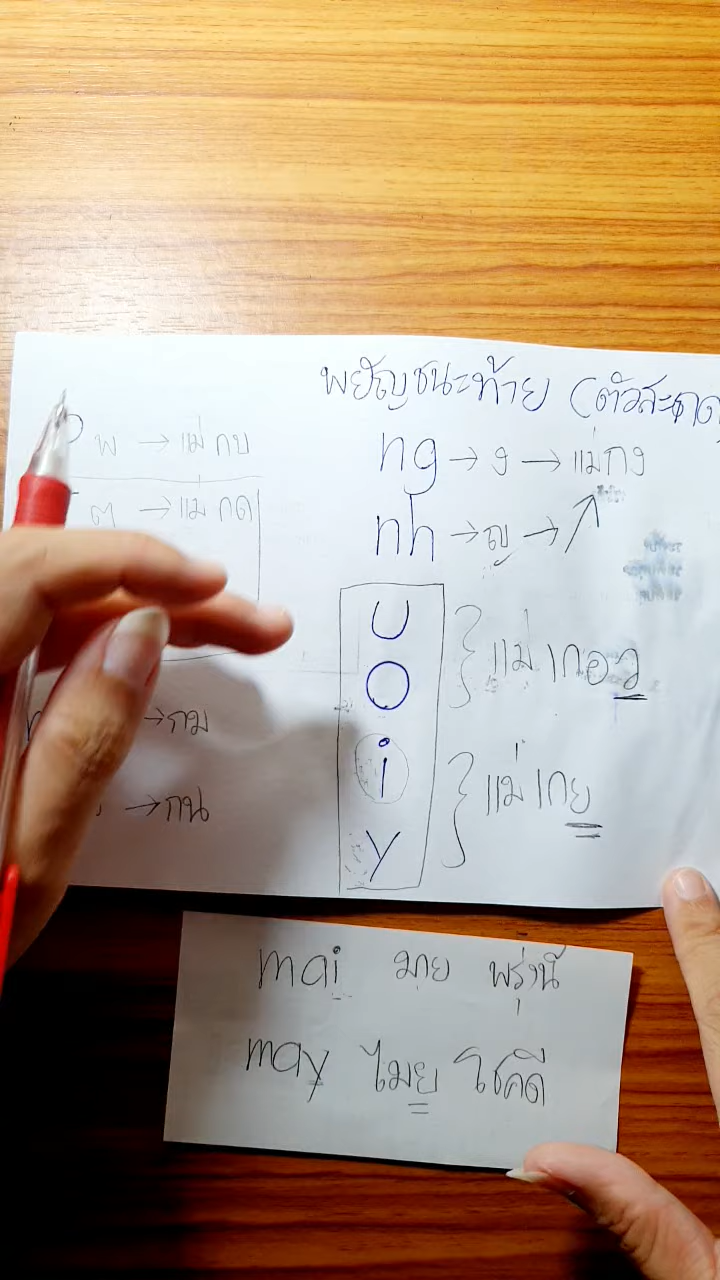 พยัญชนะท้าย (ตัวสะกด
P พ → แม่ กบ
ต → แม่ กด
→ กม
→ กน
ng → ง → แม่กง
nh → ญ →
u
o
} แม่ เกอว
i
y
} แม่ เกย
mai มาย พรุ่งนี้
may ไมย โชคดี